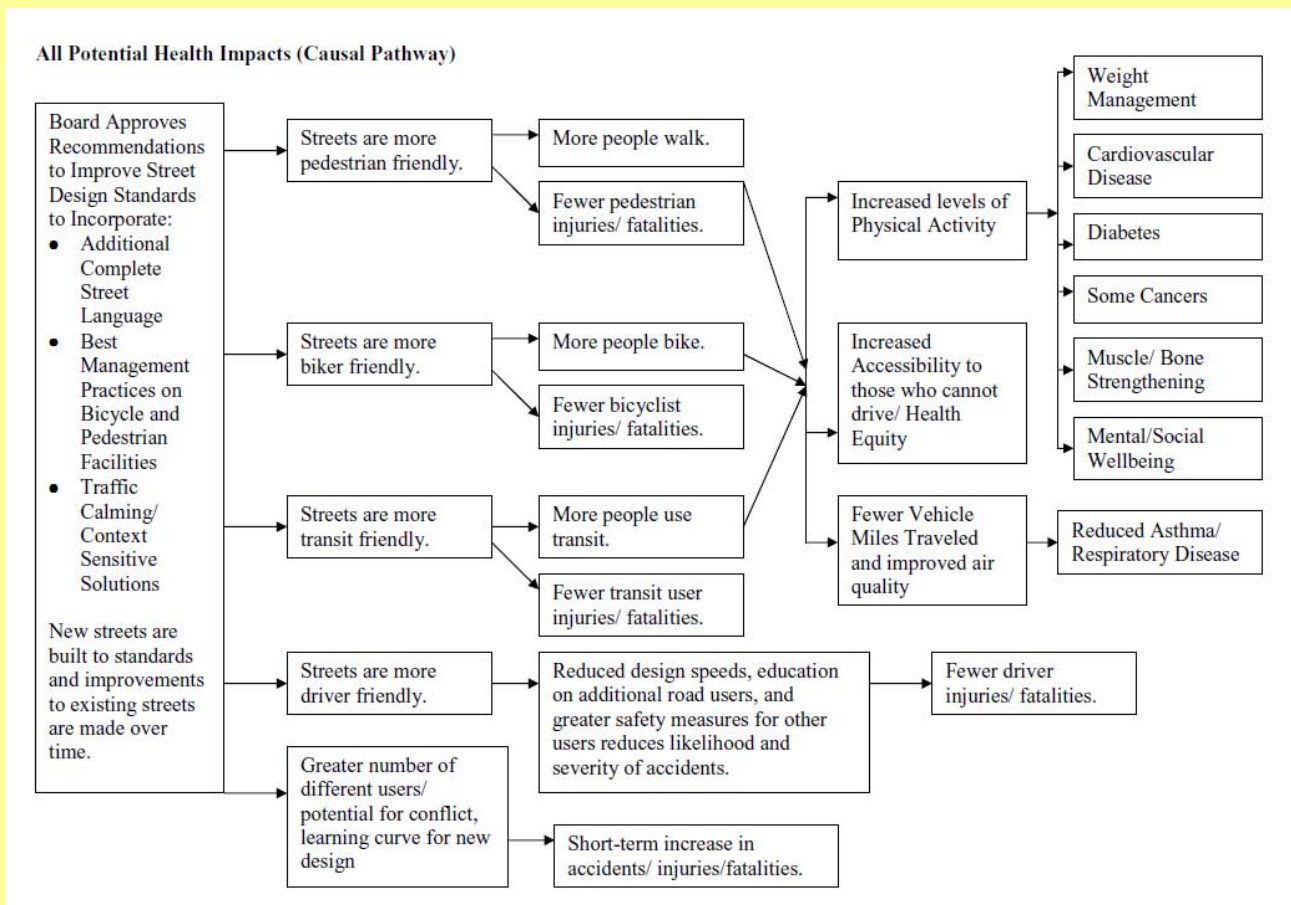 All Potential Health Impacts (Causal Pathway)
Board Approves
Recommendations
to Improve Street
Design Standards
to Incorporate:
● Additional
Complete
Street
Language
● Best
Management
Practices on
Bicycle and
Pedestrian
Facilities
● Traffic
Calming/
Context
Sensitive
Solutions
New streets are
built to standards
and improvements
to existing streets
are made over
time.
Streets are more
pedestrian friendly.
More people walk.
Fewer pedestrian
injuries/ fatalities.
Streets are more
biker friendly.
More people bike.
Fewer bicyclist
injuries/ fatalities.
Streets are more
transit friendly.
More people use
transit.
Fewer transit user
injuries/ fatalities.
Streets are more
driver friendly.
Reduced design speeds, education
on additional road users, and
greater safety measures for other
users reduces likelihood and
severity of accidents.
Fewer driver
injuries/ fatalities.
Greater number of
different users/
potential for conflict,
learning curve for new
design
Short-term increase in
accidents/ injuries/fatalities.
Increased levels of
Physical Activity
Increased
Accessibility to
those who cannot
drive/ Health
Equity
Fewer Vehicle
Miles Traveled
and improved air
quality
Weight
Management
Cardiovascular
Disease
Diabetes
Some Cancers
Muscle/ Bone
Strengthening
Mental/Social
Wellbeing
Reduced Asthma/
Respiratory Disease